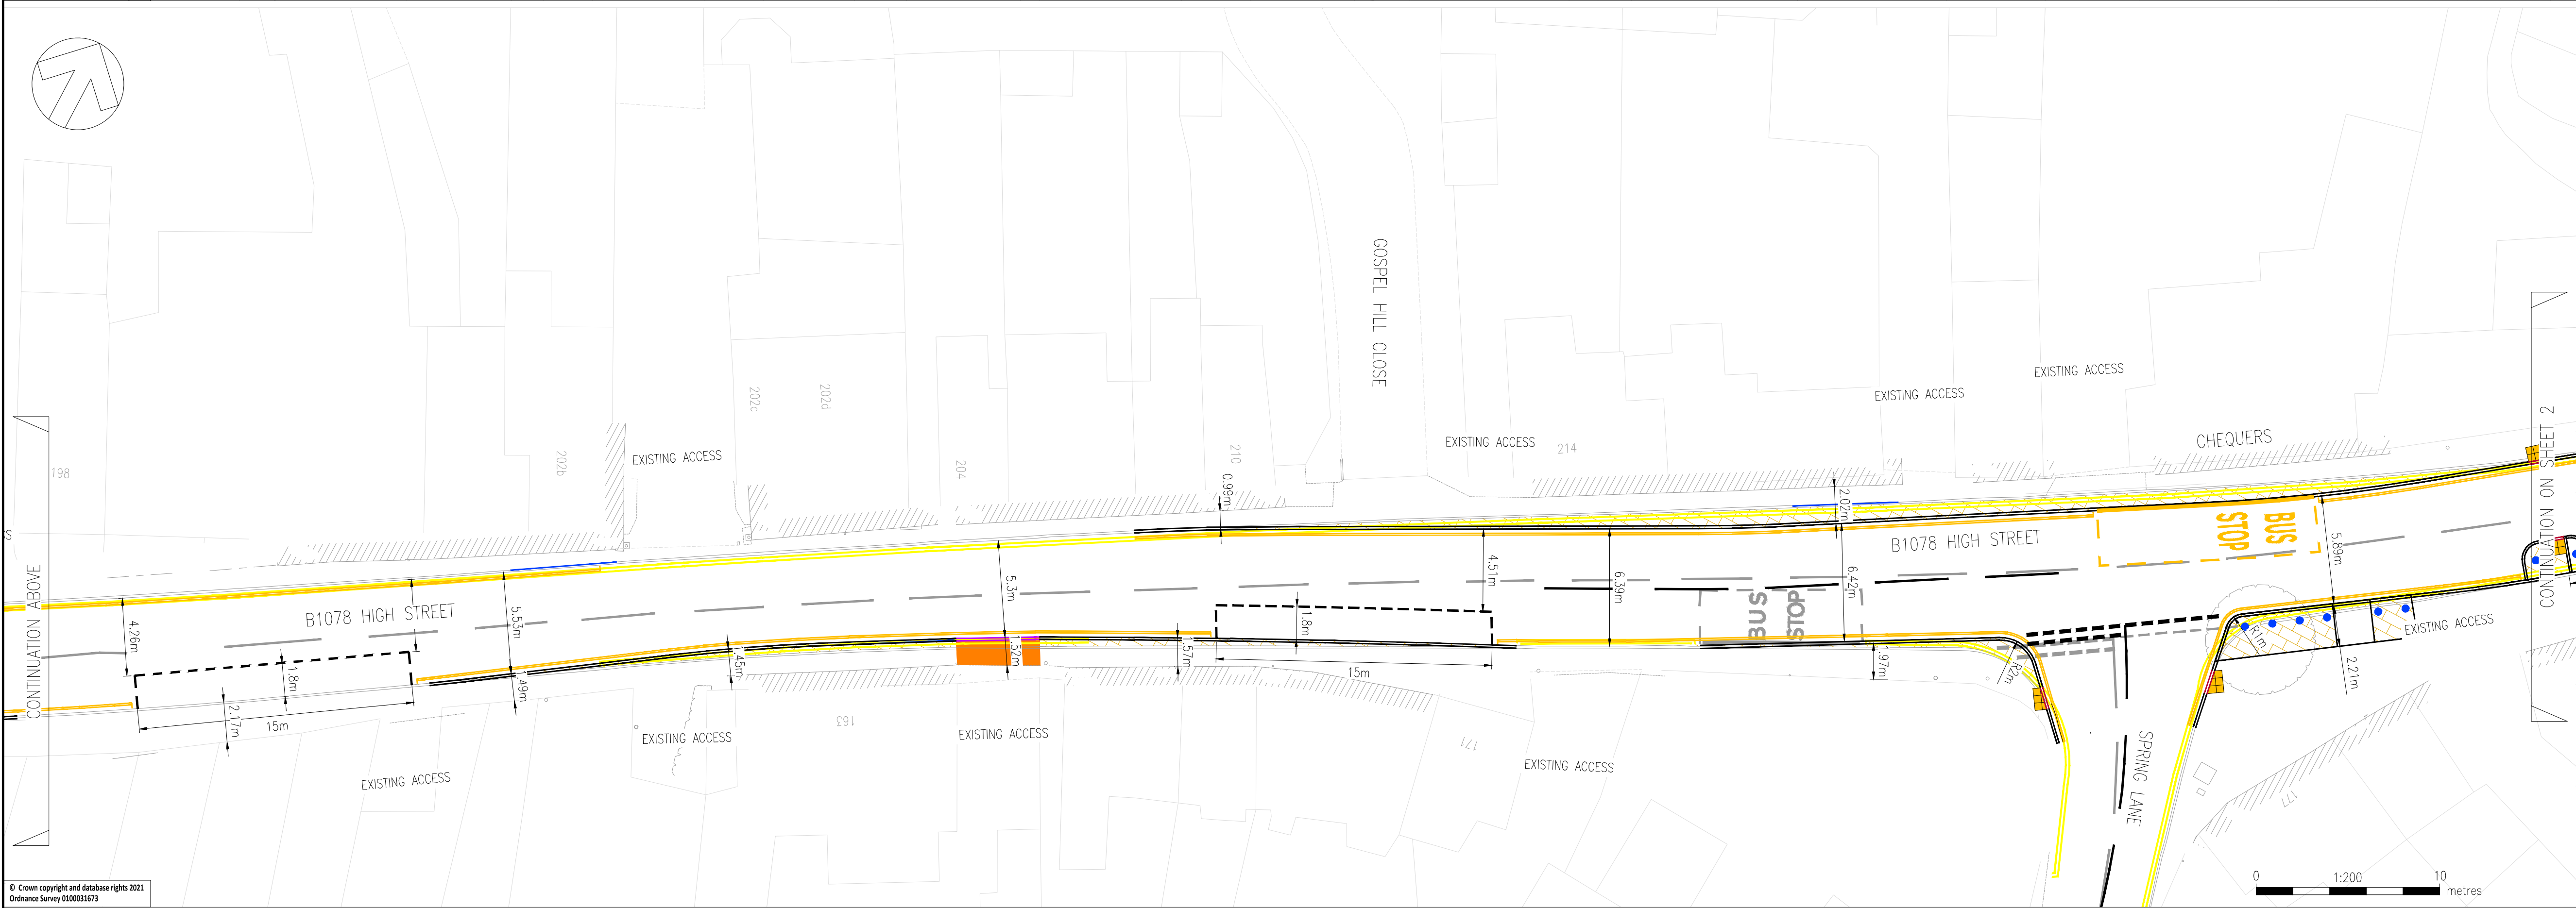 GOSPEL HILL CLOSE
EXISTING ACCESS
EXISTING ACCESS
202c
202d
CHEQUERS
CONTINUATION ON SHEET 2
198
202b
EXISTING ACCESS
204
210
EXISTING ACCESS
214
0.99m
2.02m
S
CONTINUATION ABOVE
B1078 HIGH STREET
BUS
STOP
4.26m
B1078 HIGH STREET
5.53m
5.3m
4.51m
6.39m
6.42m
5.89m
1.8m
1.8m
BUS
STOP
R1m
EXISTING ACCESS
2.17m
15m
1.49m
1.45m
1.52m
1.57m
15m
1.97m
R2m
2.21m
EXISTING ACCESS
EXISTING ACCESS
163
EXISTING ACCESS
171
EXISTING ACCESS
SPRING LANE
177
© Crown copyright and database rights 2021
Ordnance Survey 0100031673
0 1:200 10
metres